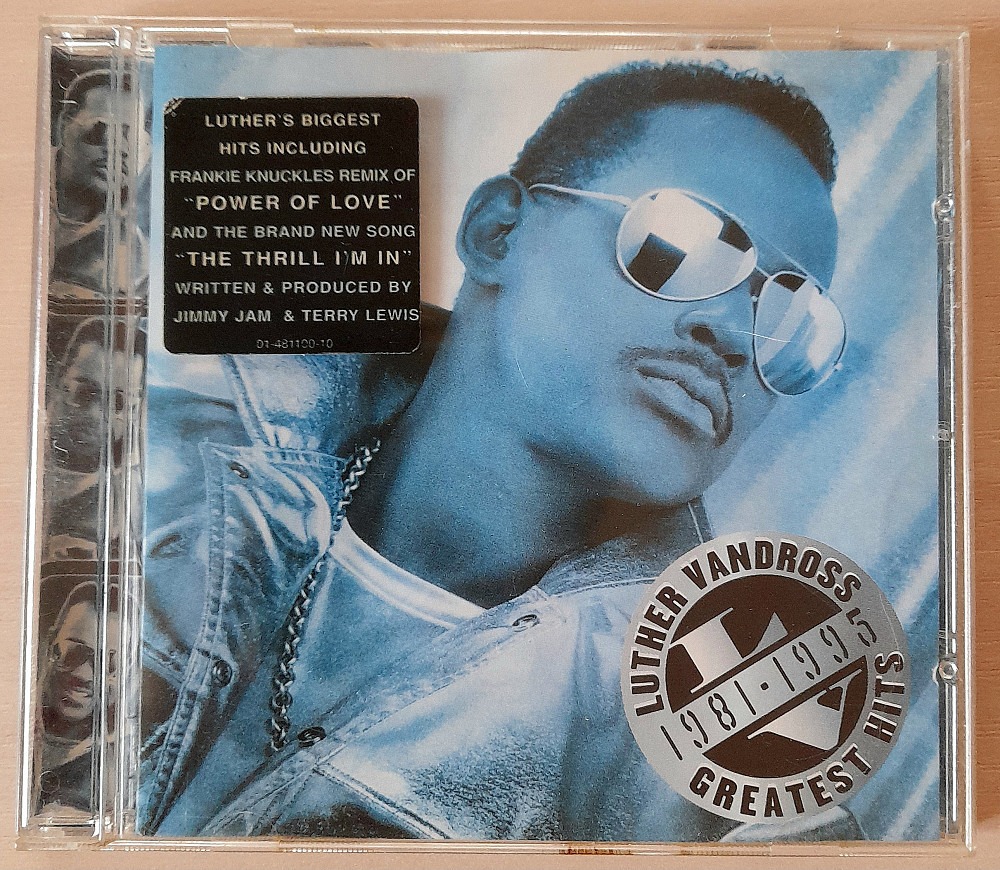 LUTHER'S BIGGEST
HITS INCLUDING
FRANKIE KNUCKLES REMIX OF
"POWER OF LOVE"
AND THE BRAND NEW SONG
"THE THRILL I'M IN"
WRITTEN & PRODUCED BY
JIMMY JAM & TERRY LEWIS
01-481100-10
LUTHER VANDROSS
LV
1981-1995
GREATEST HITS